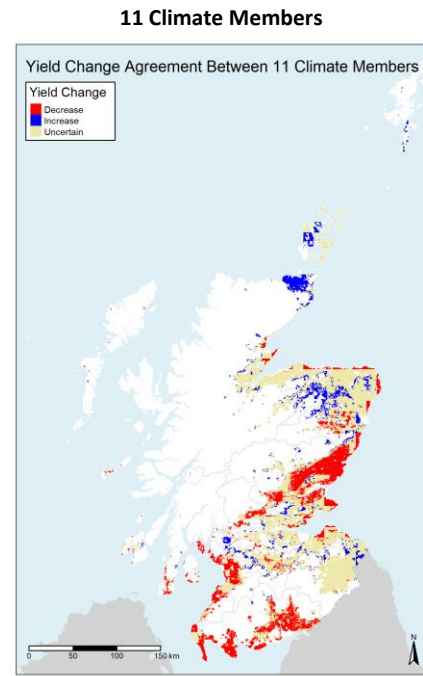 11 Climate Members
Yield Change Agreement Between 11 Climate Members
Yield Change
Decrease
Increase
Uncertain
N
0 50 100 150 km